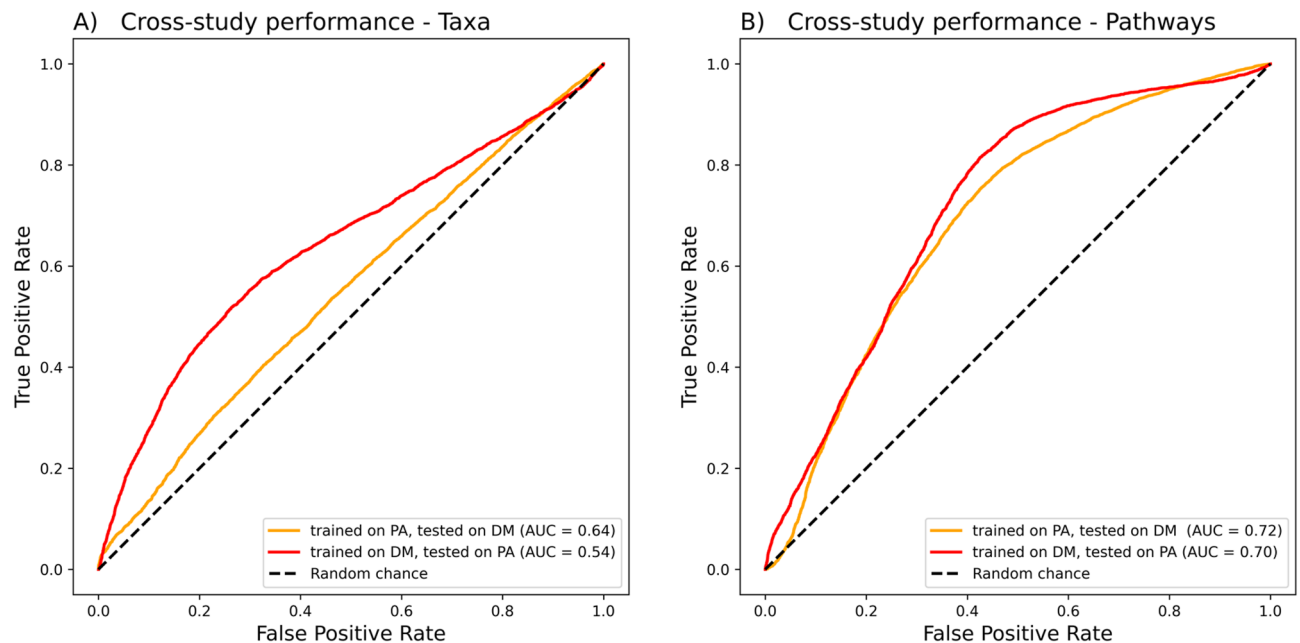 A) Cross-study performance - Taxa
True Positive Rate
1.0
0.8
0.6
0.4
0.2
0.0
trained on PA, tested on DM (AUC = 0.64)
trained on DM, tested on PA (AUC = 0.54)
Random chance
0.0 0.2 0.4 0.6 0.8 1.0
False Positive Rate
B) Cross-study performance - Pathways
True Positive Rate
1.0
0.8
0.6
0.4
0.2
0.0
trained on PA, tested on DM (AUC = 0.72)
trained on DM, tested on PA (AUC = 0.70)
Random chance
0.0 0.2 0.4 0.6 0.8 1.0
False Positive Rate